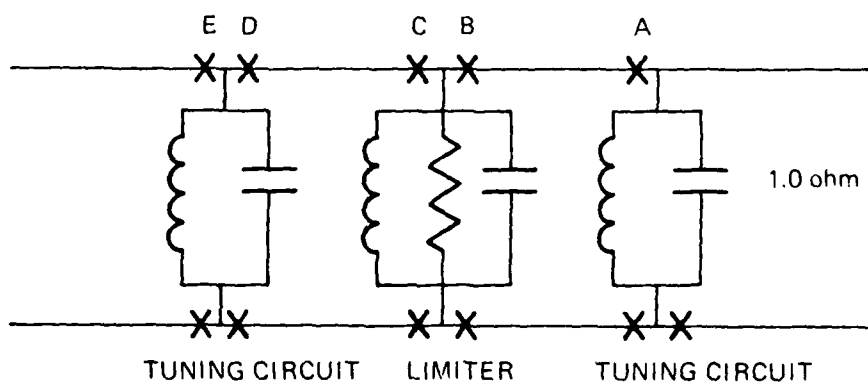 E D C B A
1.0 ohm
TUNING CIRCUIT LIMITER TUNING CIRCUIT